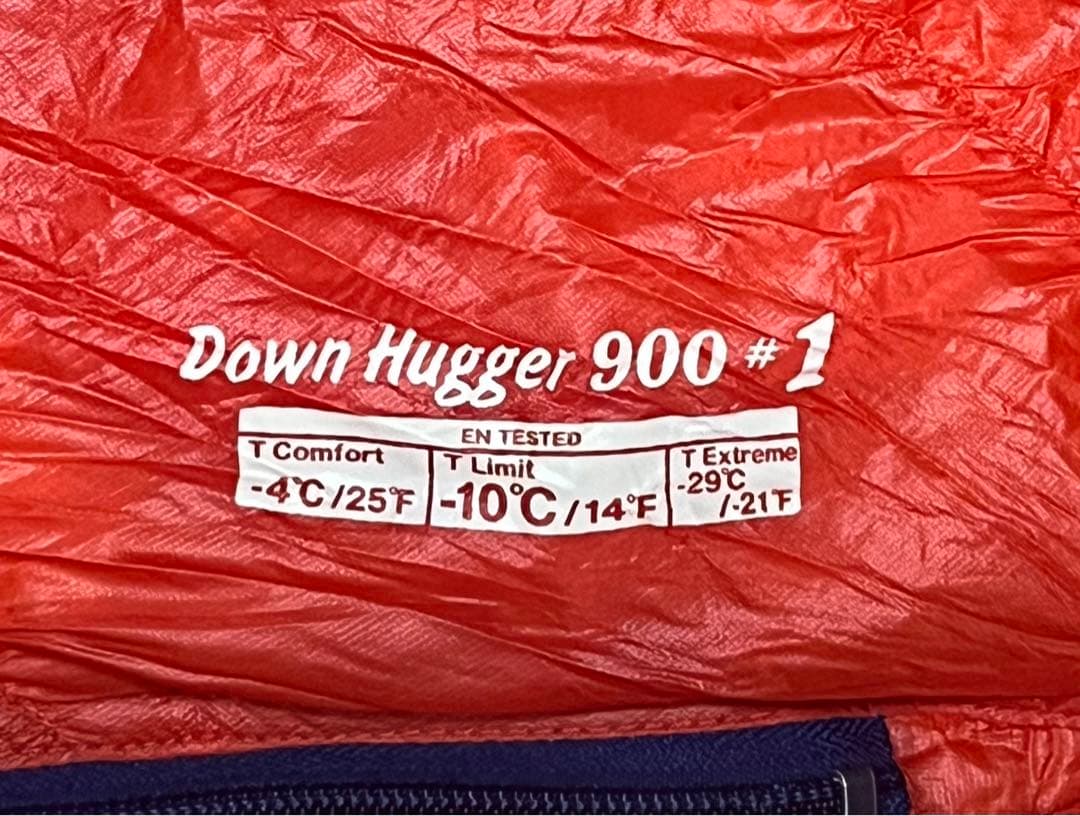 Down Hugger 900 #1
EN TESTED
T Comfort
-4℃/25℉
T Limit
-10℃/14℉
T Extreme
-29℃
/-21℉